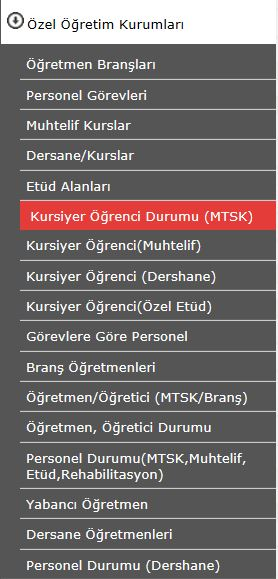 Özel Öğretim Kurumları
Öğretmen Branşları
Personel Görevleri
Muhtelif Kurslar
Dersane/Kurslar
Etüd Alanları
Kursiyer Öğrenci Durumu (MTSK)
Kursiyer Öğrenci(Muhtelif)
Kursiyer Öğrenci (Dershane)
Kursiyer Öğrenci(Özel Etüd)
Görevlere Göre Personel
Branş Öğretmenleri
Öğretmen/Öğretici (MTSK/Branş)
Öğretmen, Öğretici Durumu
Personel Durumu(MTSK,Muhtelif,
Etüd,Rehabilitasyon)
Yabancı Öğretmen
Dersane Öğretmenleri
Personel Durumu (Dershane)